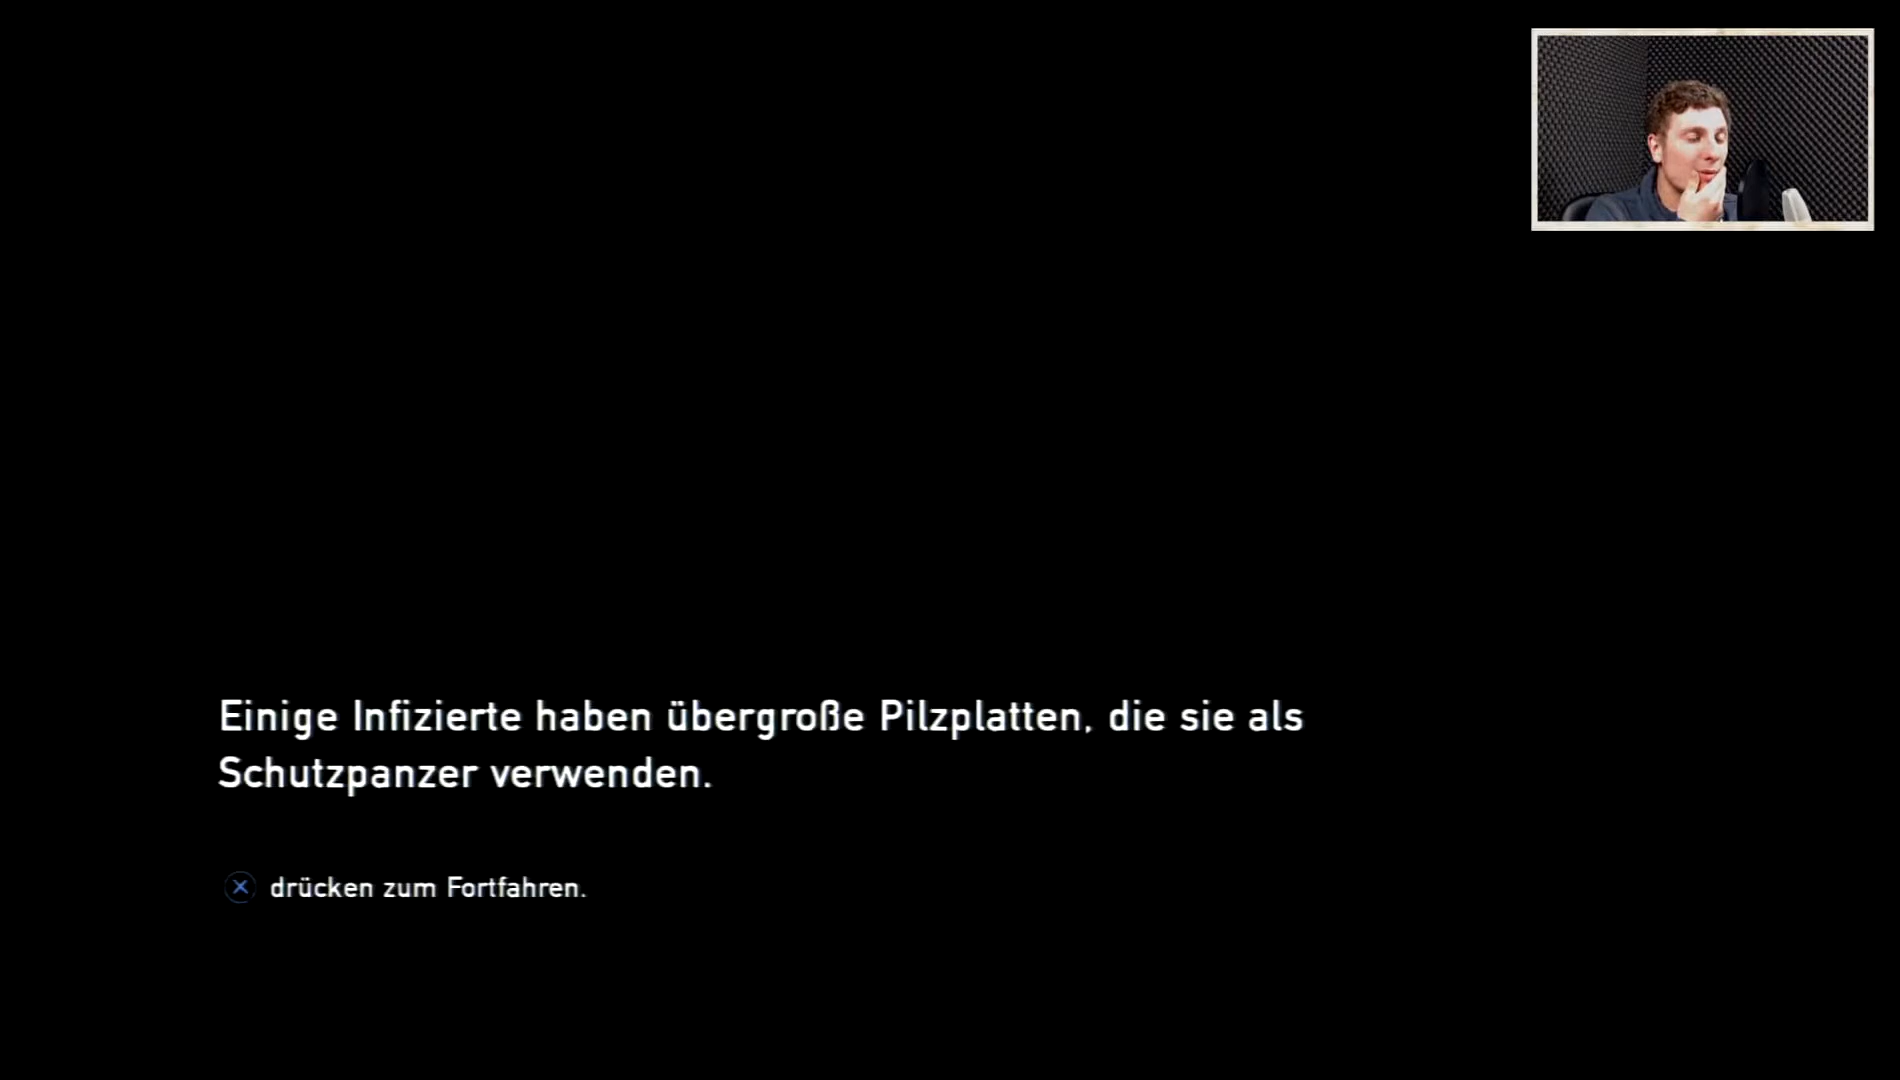 Einige Infizierte haben übergroße Pilzplatten, die sie als
Schutzpanzer verwenden.
drücken zum Fortfahren.